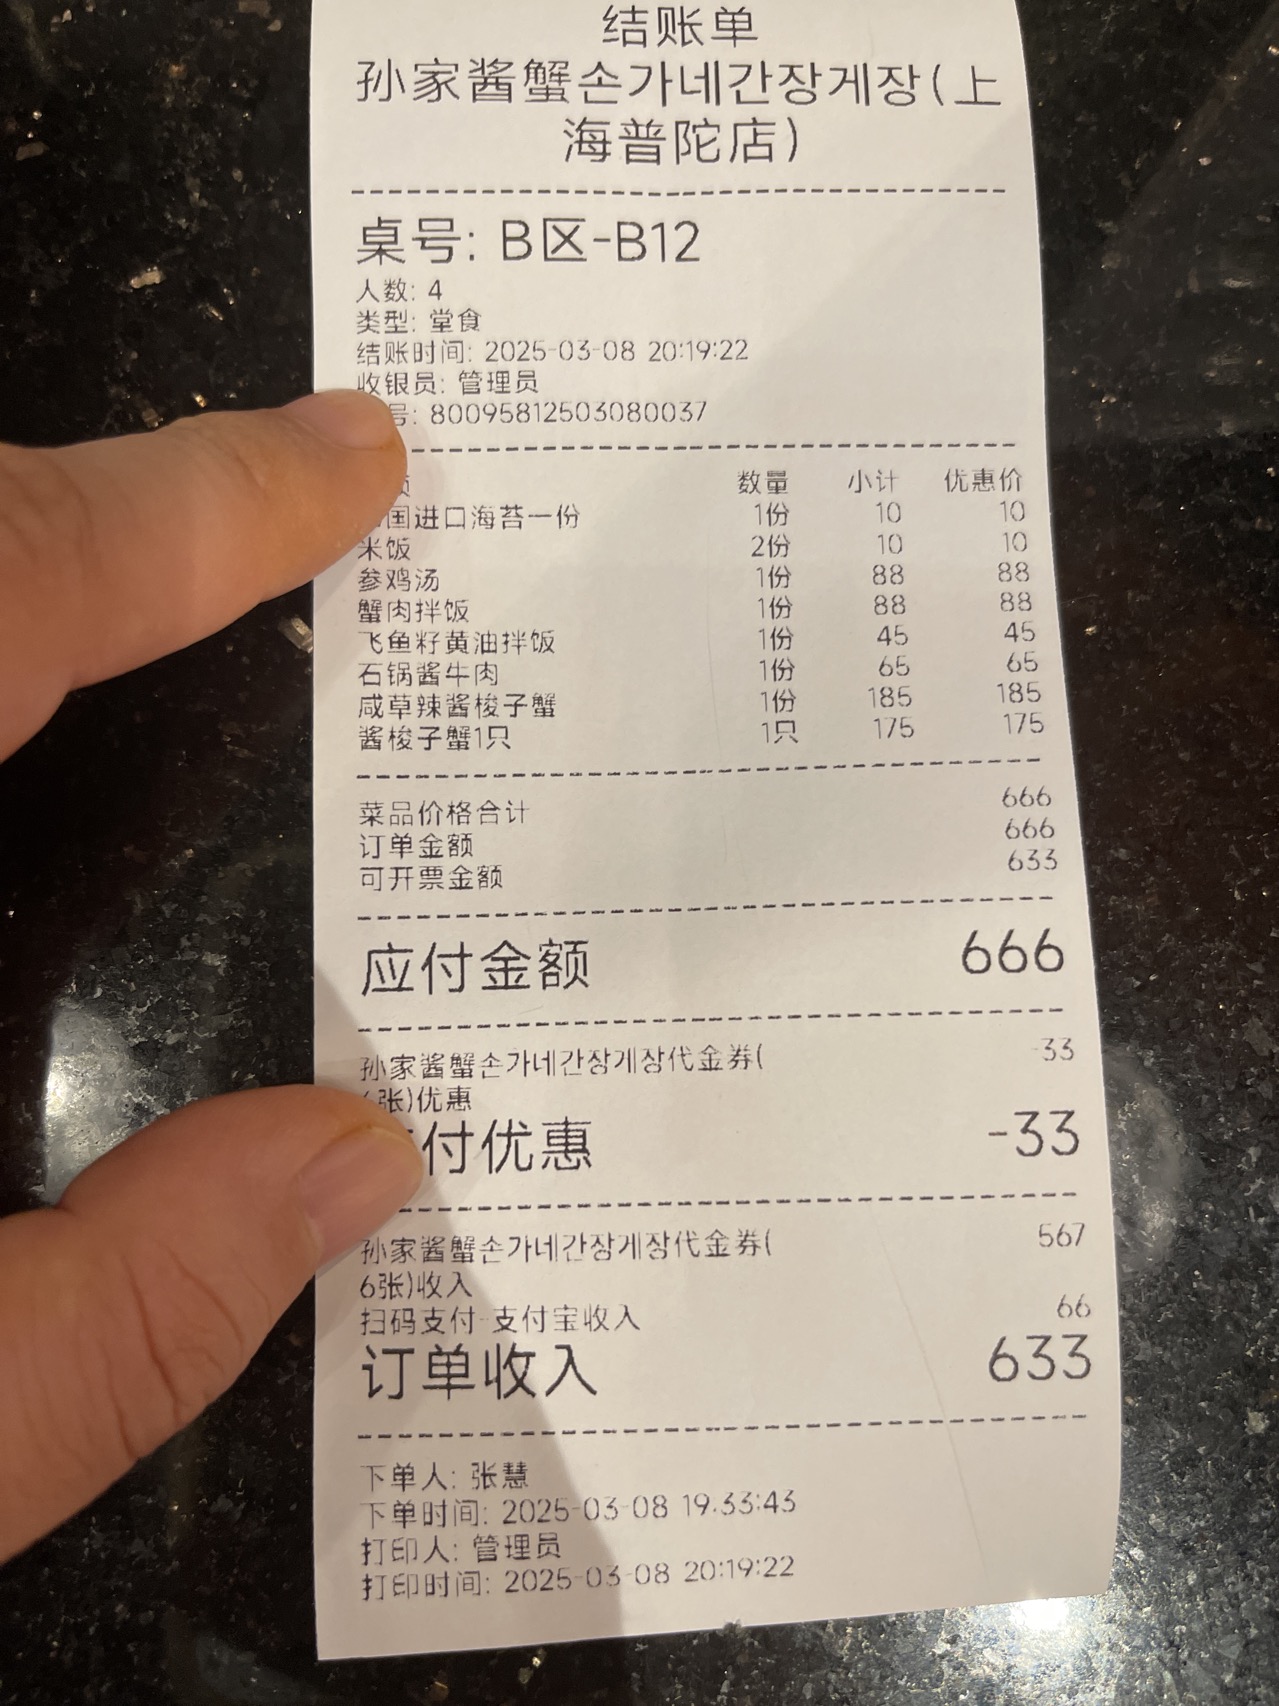 结账单
孙家酱蟹손가네간장게장(上
海普陀店)
桌号: B区-B12
人数: 4
类型: 堂食
结账时间: 2025-03-08 20:19:22
收银员: 管理员
号: 80095812503080037
数量 小计 优惠价
国进口海苔一份 1份 10 10
米饭 2份 10 10
参鸡汤 1份 88 88
蟹肉拌饭 1份 88 88
飞鱼籽黄油拌饭 1份 45 45
石锅酱牛肉 1份 65 65
咸草辣酱梭子蟹 1份 185 185
酱梭子蟹1只 1只 175 175
菜品价格合计 666
订单金额 666
可开票金额 633
应付金额 666
孙家酱蟹손가네간장게장代金券( -33
张)优惠
付优惠 -33
孙家酱蟹손가네간장게장代金券( 567
6张)收入
扫码支付-支付宝收入 66
订单收入 633
下单人: 张慧
下单时间: 2025-03-08 19:33:43
打印人: 管理员
打印时间: 2025-03-08 20:19:22